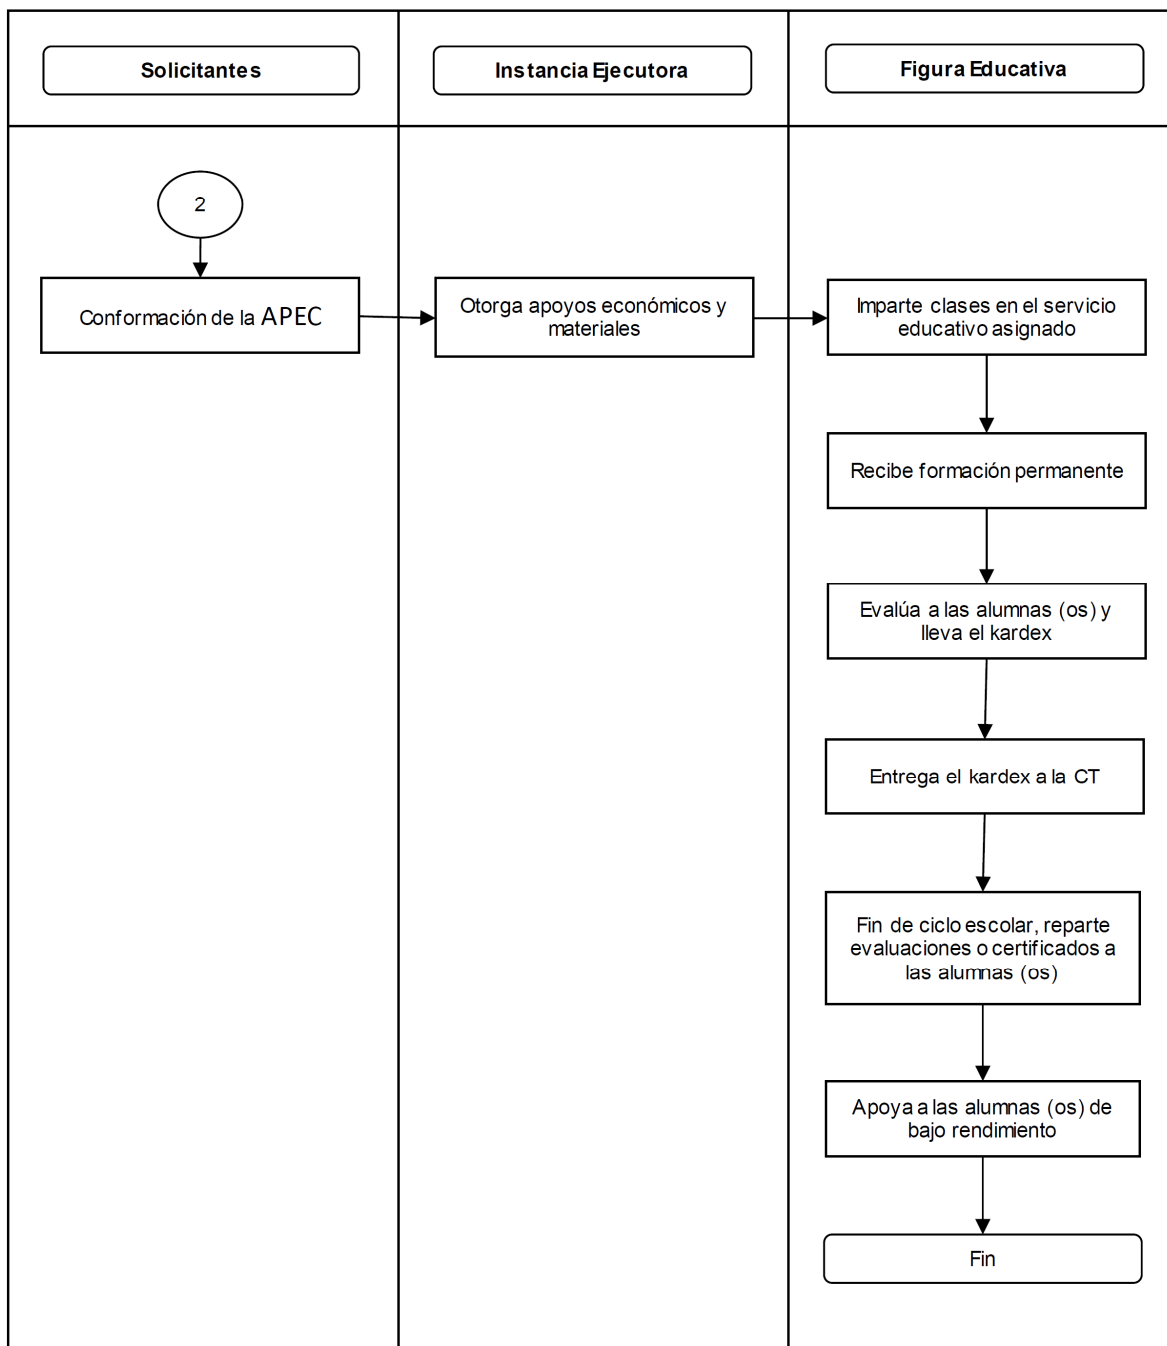 Solicitantes
Instancia Ejecutora
Figura Educativa
2
Conformación de la APEC
Otorga apoyos económicos y
materiales
Imparte clases en el servicio
educativo asignado
Recibe formación permanente
Evalúa a las alumnas (os) y
lleva el kardex
Entrega el kardex a la CT
Fin de ciclo escolar, reparte
evaluaciones o certificados a
las alumnas (os)
Apoya a las alumnas (os) de
bajo rendimiento
Fin